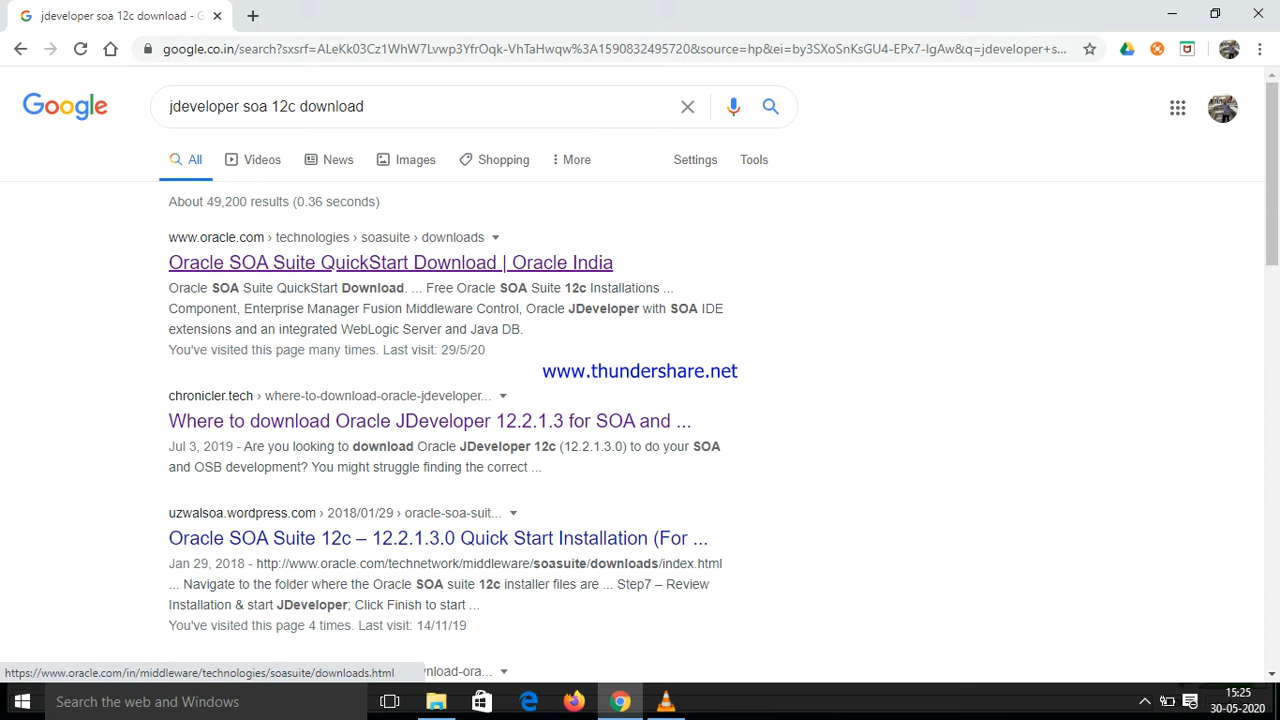 jdeveloper soa 12c download - G
google.co.in/search?sxsrf=ALeKk03Cz1WhW7Lvwp3YfrOqk-VhTaHwqw%3A1590832495720&source=hp&ei=by3SXoSnKsGU4-EPx7-IgAw&q=jdeveloper+s...
Google
jdeveloper soa 12c download
All
Videos
News
Images
Shopping
More
Settings
Tools
About 49,200 results (0.36 seconds)
www.oracle.com › technologies › soasuite › downloads
Oracle SOA Suite QuickStart Download | Oracle India
Oracle SOA Suite QuickStart Download. ... Free Oracle SOA Suite 12c Installations ...
Component, Enterprise Manager Fusion Middleware Control, Oracle JDeveloper with SOA IDE
extensions and an integrated WebLogic Server and Java DB.
You've visited this page many times. Last visit: 29/5/20
www.thundershare.net
chronicler.tech › where-to-download-oracle-jdeveloper...
Where to download Oracle JDeveloper 12.2.1.3 for SOA and ...
Jul 3, 2019 - Are you looking to download Oracle JDeveloper 12c (12.2.1.3.0) to do your SOA
and OSB development? You might struggle finding the correct ...
uzwalsoa.wordpress.com › 2018/01/29 › oracle-soa-suit...
Oracle SOA Suite 12c – 12.2.1.3.0 Quick Start Installation (For ...
Jan 29, 2018 - http://www.oracle.com/technetwork/middleware/soasuite/downloads/index.html
... Navigate to the folder where the Oracle SOA suite 12c installer files are ... Step7 – Review
Installation & start JDeveloper; Click Finish to start ...
You've visited this page 4 times. Last visit: 14/11/19
https://www.oracle.com/in/middleware/technologies/soasuite/downloads.html
nload-ora...
Search the web and Windows
15:25
30-05-2020